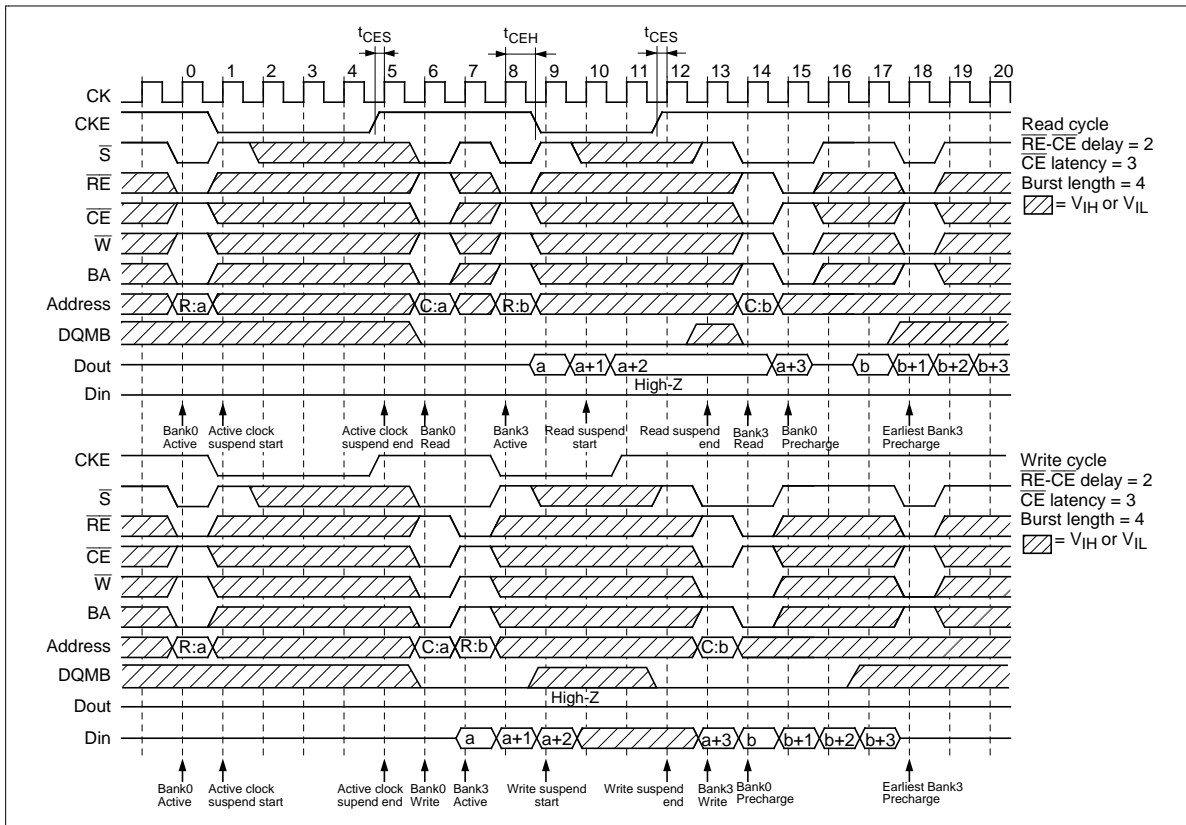 tCES tCEH tCES
0 1 2 3 4 5 6 7 8 9 10 11 12 13 14 15 16 17 18 19 20
CK
CKE
S
RE
CE
W
BA
Address R:a C:a R:b C:b
DQMB
Dout a a+1 a+2 a+3 b b+1 b+2 b+3
High-Z
Din
Bank0 Active
Active clock suspend start
Active clock suspend end
Bank0 Read
Bank3 Active
Read suspend start
Read suspend end
Bank3 Read
Bank0 Precharge
Earliest Bank3 Precharge
Read cycle
RE-CE delay = 2
CE latency = 3
Burst length = 4
= VIH or VIL
CKE
S
RE
CE
W
BA
Address R:a C:a R:b C:b
DQMB
High-Z
Dout
Din a a+1 a+2 a+3 b b+1 b+2 b+3
Bank0 Active
Active clock suspend start
Active clock supend end
Bank0 Write
Bank3 Active
Write suspend start
Write suspend end
Bank3 Write
Bank0 Precharge
Earliest Bank3 Precharge
Write cycle
RE-CE delay = 2
CE latency = 3
Burst length = 4
= VIH or VIL